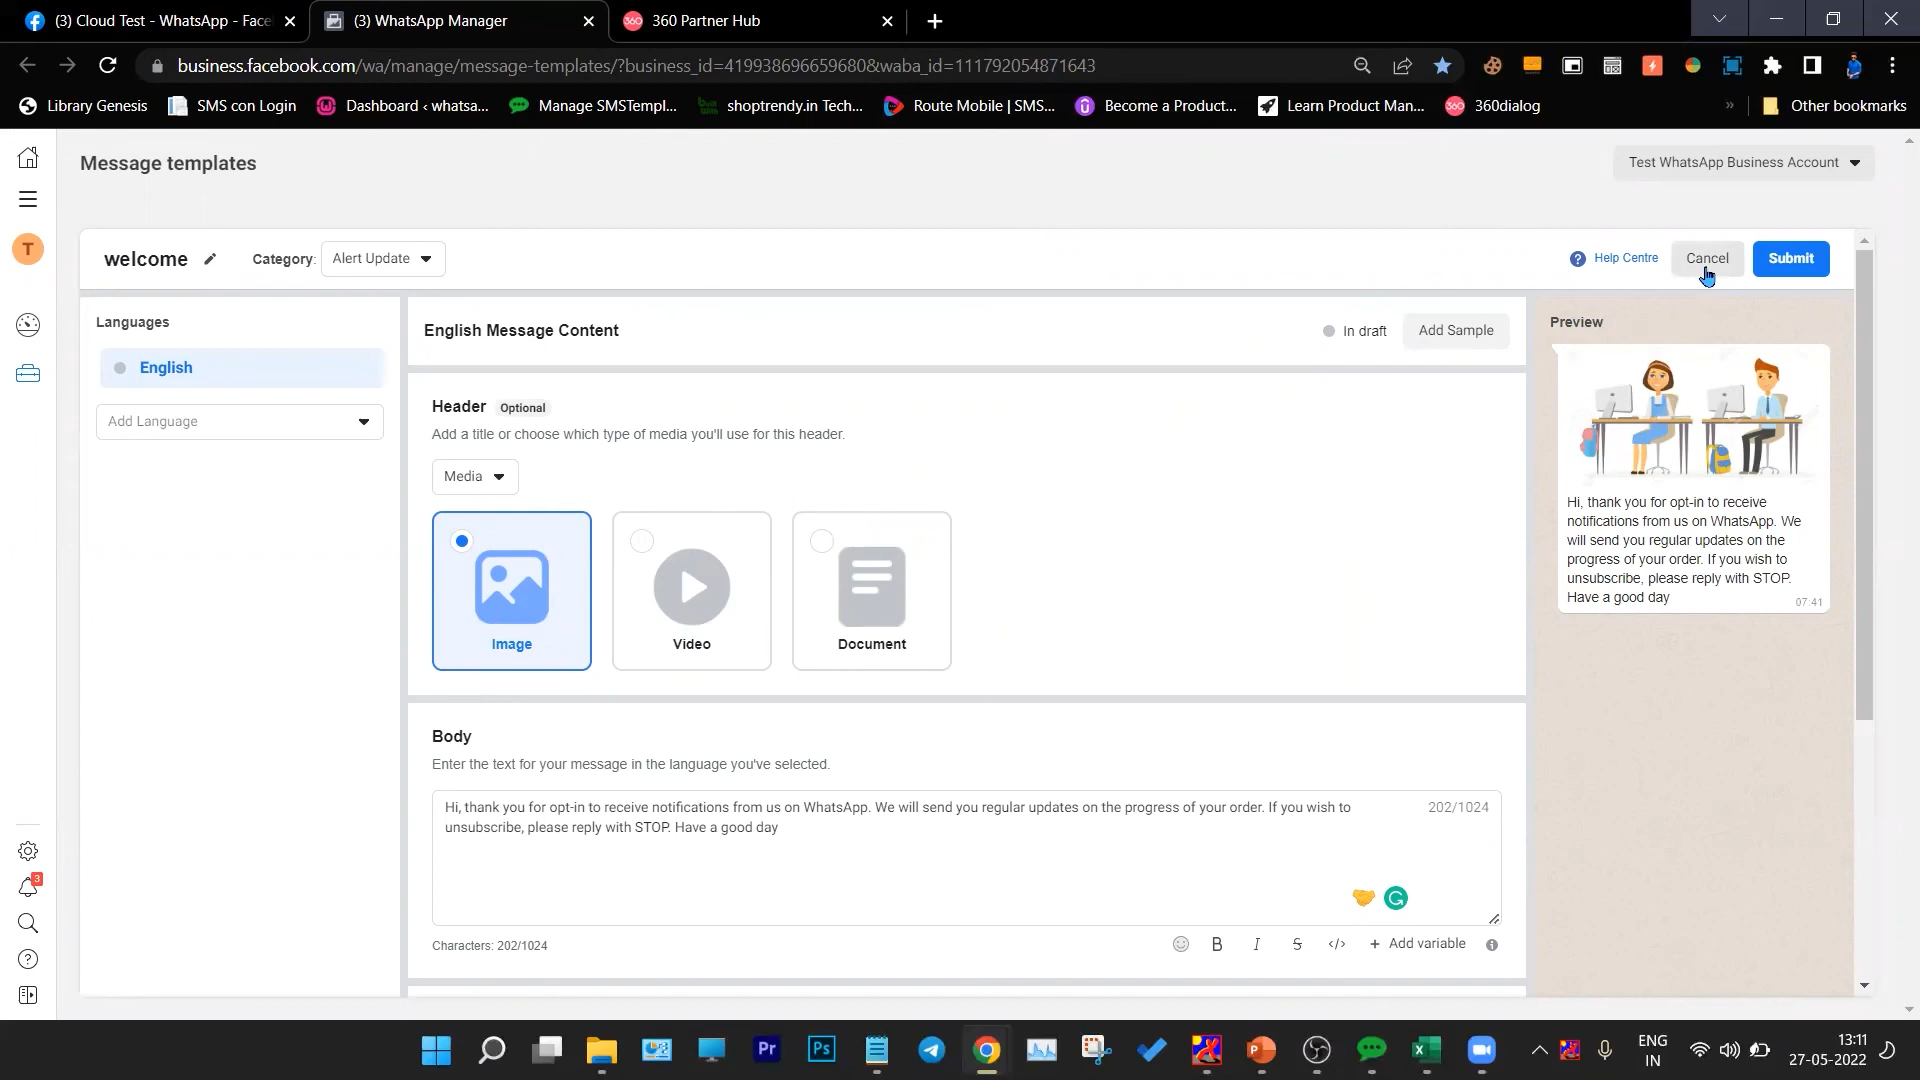 (3) Cloud Test - WhatsApp - Face
(3) WhatsApp Manager
360 Partner Hub
business.facebook.com/wa/manage/message-templates/?business_id=419938696659680&waba_id=111792054871643
Library Genesis
SMS con Login
Dashboard ‹ whatsa...
Manage SMSTempl...
shoptrendy.in Tech...
Route Mobile | SMS...
Become a Product...
Learn Product Man...
360dialog
»
Other bookmarks
Message templates
Test WhatsApp Business Account
T
welcome
Category:
Alert Update
Help Centre
Cancel
Submit
Languages
English
Add Language
English Message Content
In draft
Add Sample
Header
Optional
Add a title or choose which type of media you'll use for this header.
Media
Image
Video
Document
Body
Enter the text for your message in the language you've selected.
Hi, thank you for opt-in to receive notifications from us on WhatsApp. We will send you regular updates on the progress of your order. If you wish to
unsubscribe, please reply with STOP. Have a good day
202/1024
Characters: 202/1024
B
I
S
</>
+ Add variable
Preview
Hi, thank you for opt-in to receive
notifications from us on WhatsApp. We
will send you regular updates on the
progress of your order. If you wish to
unsubscribe, please reply with STOP.
Have a good day
07:41
3
Pr
Ps
ENG
IN
13:11
27-05-2022